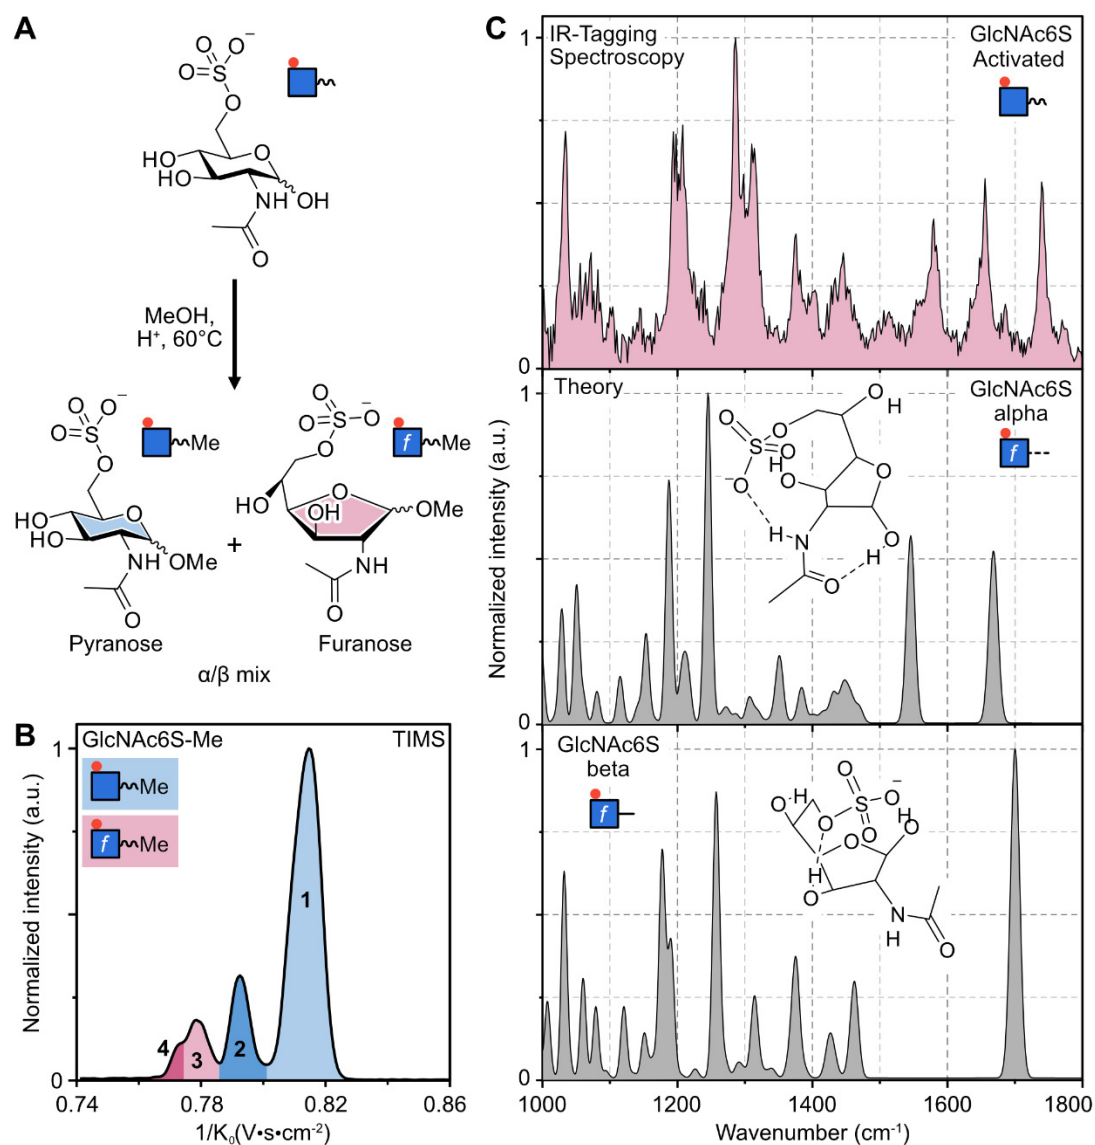 A
O
O
S
O⁻
O
HO
HO
O
NH
OH
O
MeOH,
H⁺, 60°C
O
O
S
O⁻
O
~Me
HO
HO
O
NH
OMe
O
+
O
O
S
O⁻
O
f
~Me
HO
OH
O
OMe
NH
O
Pyranose
Furanose
α/β mix
B
GlcNAc6S-Me
TIMS
Me
f
Me
1
2
3
4
Normalized intensity (a.u.)
1
0
0.74
0.78
0.82
0.86
1/K₀(V•s•cm⁻²)
C
IR-Tagging
Spectroscopy
GlcNAc6S
Activated
1
0
Theory
GlcNAc6S
alpha
f
O
H
O
O
S
O
O
H
O
⁻O
O
H
N
H
O
O
1
0
Normalized intensity (a.u.)
GlcNAc6S
beta
f
O
H
O
S
O⁻
O
O
H
O
O
H
O
N
H
O
1
0
1000
1200
1400
1600
1800
Wavenumber (cm⁻¹)